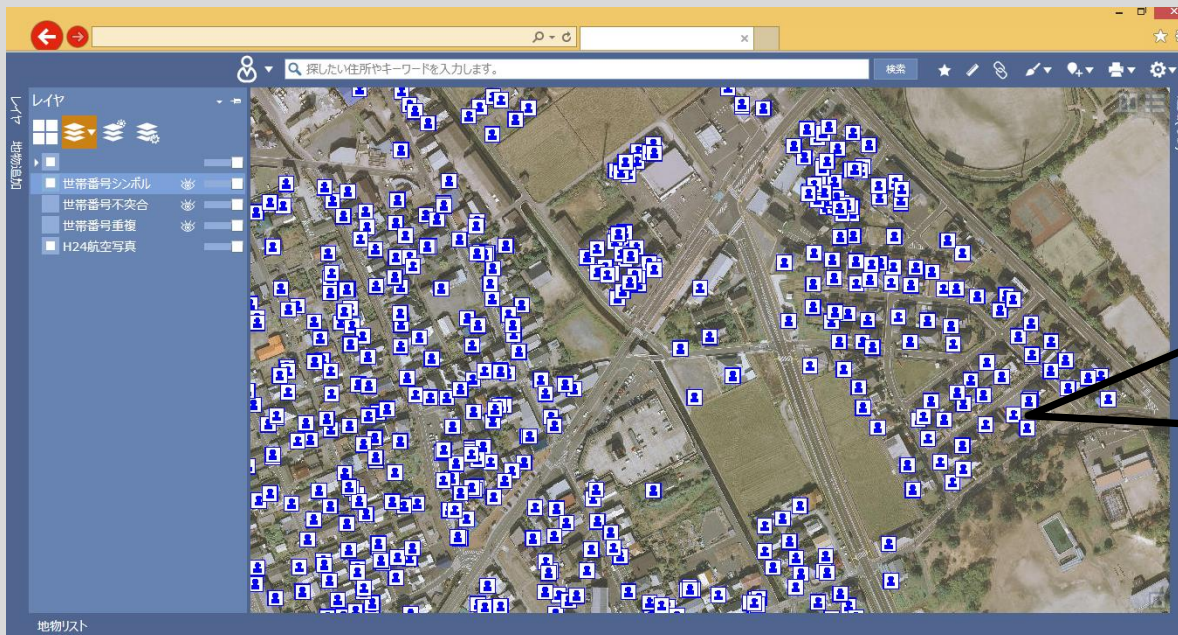 探したい住所やキーワードを入力します。
検索
レイヤ
地物追加
レイヤ
世帯番号シンボル
世帯番号不突合
世帯番号重複
H24航空写真
地物リスト